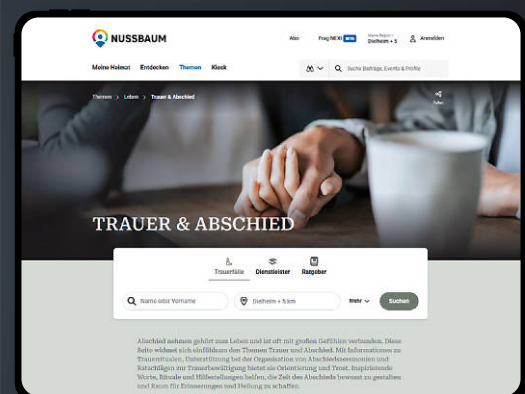 NUSSBAUM
Abo
Frag NEXI BETA
Meine Region
Dielheim + 5
Anmelden
Meine Heimat Entdecken Themen Kiosk
Suche Beiträge, Events & Profile
Themen > Leben > Trauer & Abschied
Teilen
TRAUER & ABSCHIED
Trauerfälle Dienstleister Ratgeber
Name oder Vorname
Dielheim + 5 km
Mehr
Suchen
Abschied nehmen gehört zum Leben und ist oft mit großen Gefühlen verbunden. Diese
Seite widmet sich einfühlsam den Themen Trauer und Abschied. Mit Informationen zu
Trauerritualen, Unterstützung bei der Organisation von Abschiedszeremonien und
Ratschlägen zur Trauerbewältigung bietet sie Orientierung und Trost. Inspirierende
Worte, Rituale und Hilfestellungen helfen, die Zeit des Abschieds bewusst zu gestalten
und Raum für Erinnerungen und Heilung zu schaffen.